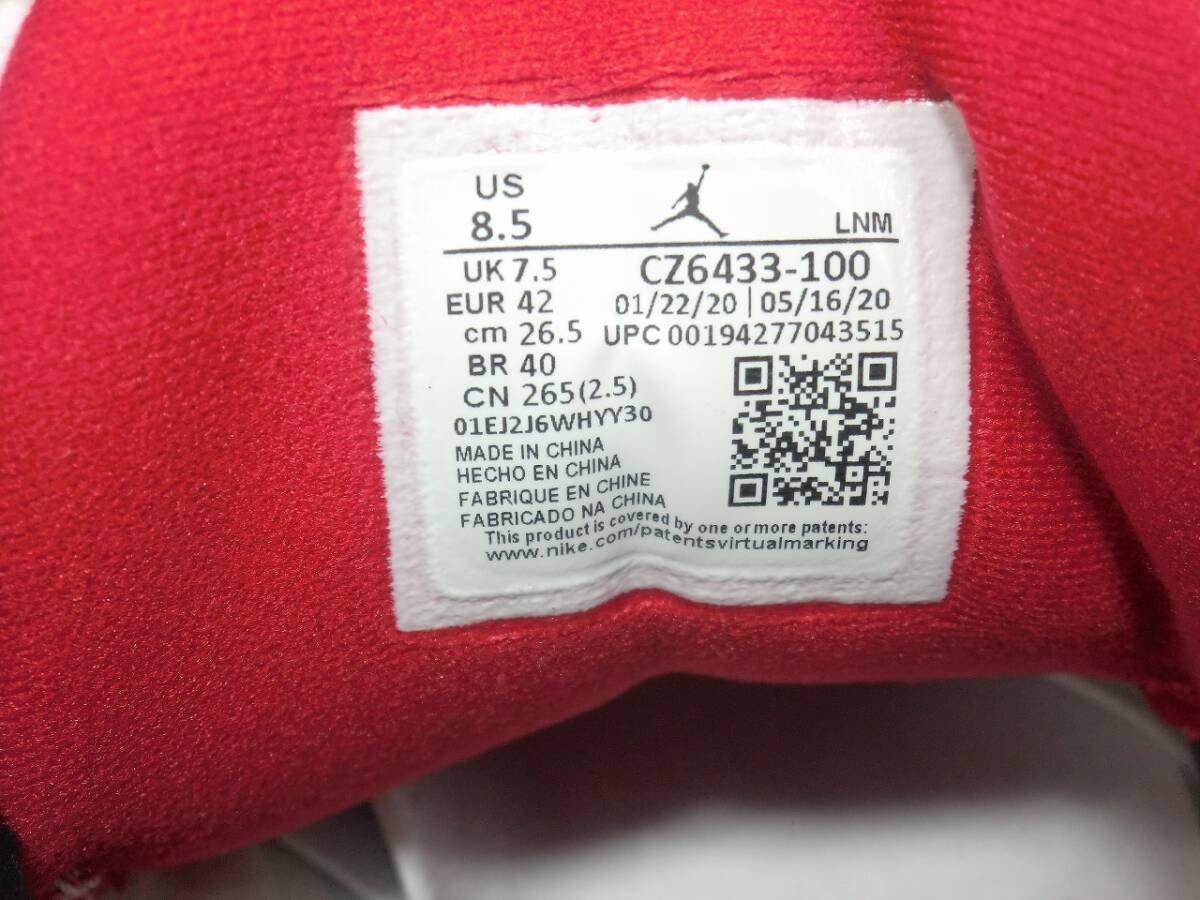 US
8.5 LNM
UK 7.5 CZ6433-100
EUR 42 01/22/20 | 05/16/20
cm 26.5 UPC 00194277043515
BR 40
CN 265(2.5)
01EJ2J6WHYY30
MADE IN CHINA
HECHO EN CHINA
FABRIQUE EN CHINE
FABRICADO NA CHINA
This product is covered by one or more patents:
www.nike.com/patentsvirtualmarking